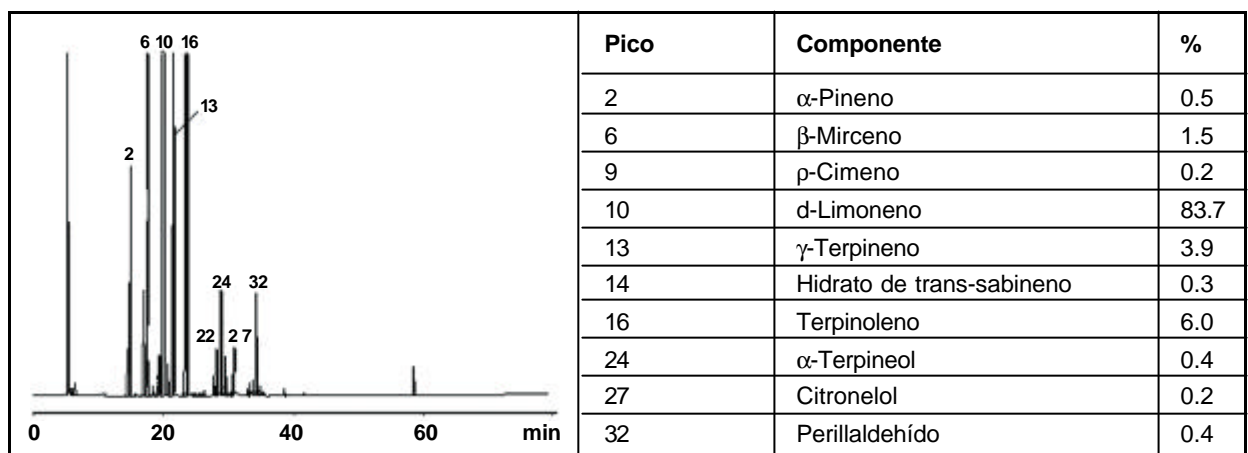 6 10 16
13
2
24 32
22 2 7
0 20 40 60 min
Pico Componente %
2 α-Pineno 0.5
6 β-Mirceno 1.5
9 ρ-Cimeno 0.2
10 d-Limoneno 83.7
13 γ-Terpineno 3.9
14 Hidrato de trans-sabineno 0.3
16 Terpinoleno 6.0
24 α-Terpineol 0.4
27 Citronelol 0.2
32 Perillaldehído 0.4